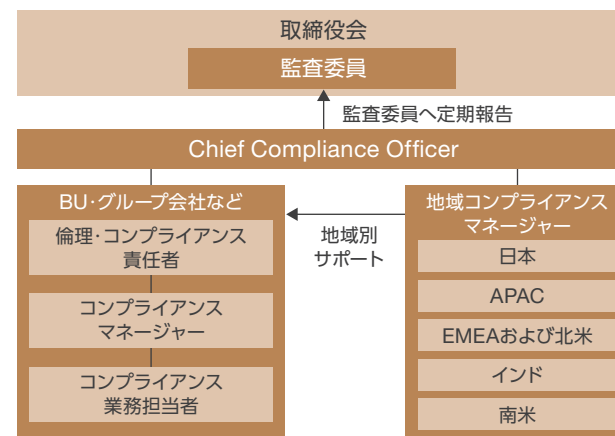 取締役会
監査委員
監査委員へ定期報告
Chief Compliance Officer
BU・グループ会社など
倫理・コンプライアンス
責任者
コンプライアンス
マネージャー
コンプライアンス
業務担当者
地域別
サポート
地域コンプライアンス
マネージャー
日本
APAC
EMEAおよび北米
インド
南米